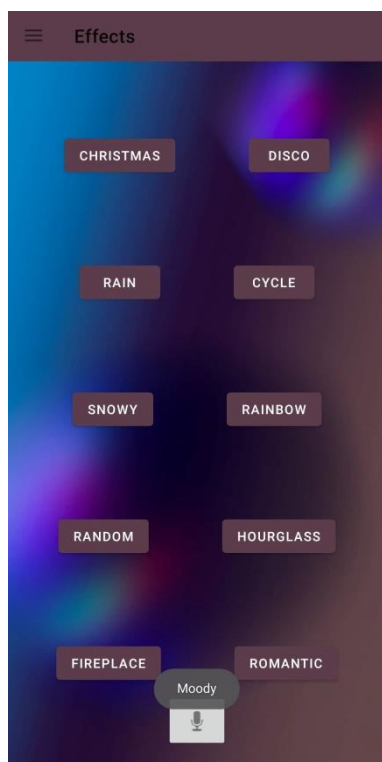 Effects
CHRISTMAS DISCO
RAIN CYCLE
SNOWY RAINBOW
RANDOM HOURGLASS
FIREPLACE ROMANTIC
Moody